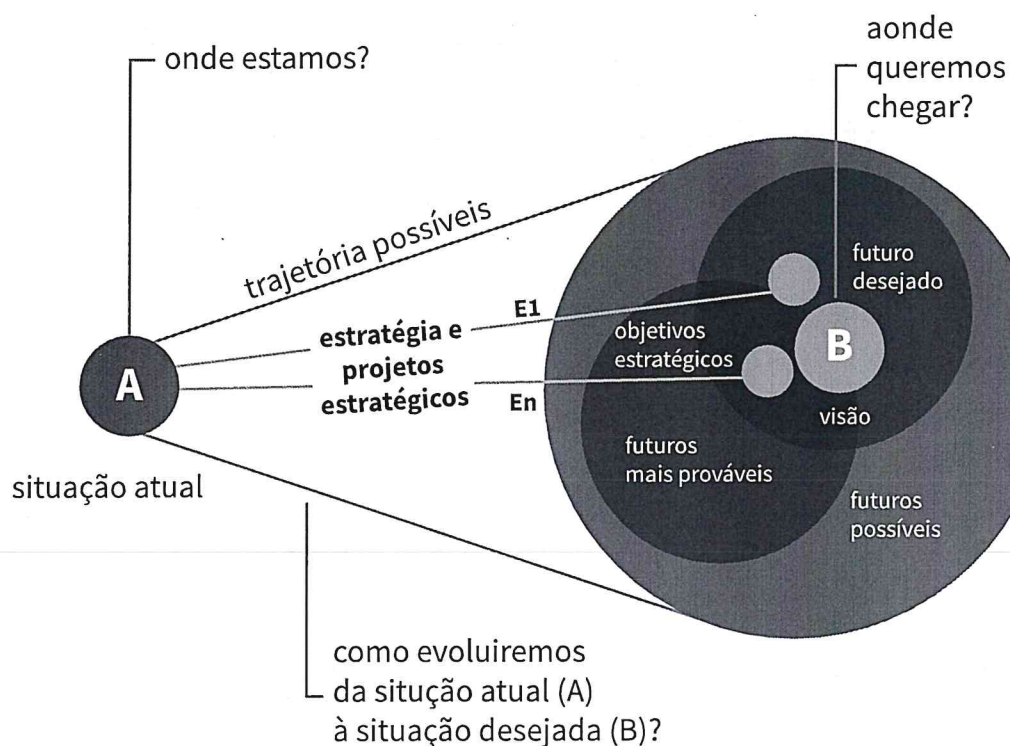 onde estamos?
aonde
queremos
chegar?
trajetória possíveis
futuro
desejado
E1
estratégia e
projetos
estratégicos
objetivos
estratégicos
B
A
En
visão
futuros
mais prováveis
situação atual
futuros
possíveis
como evoluiremos
da situção atual (A)
à situação desejada (B)?